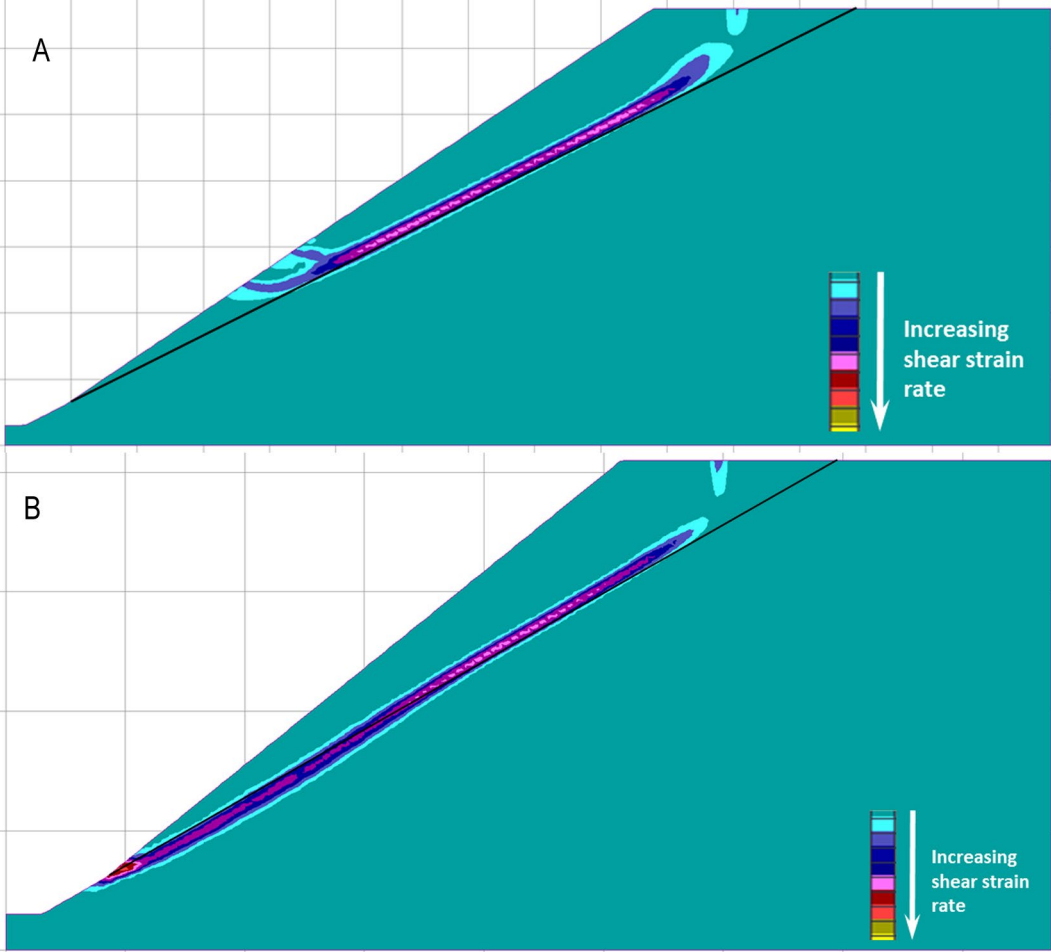 A
Increasing
shear strain
rate
B
Increasing
shear strain
rate